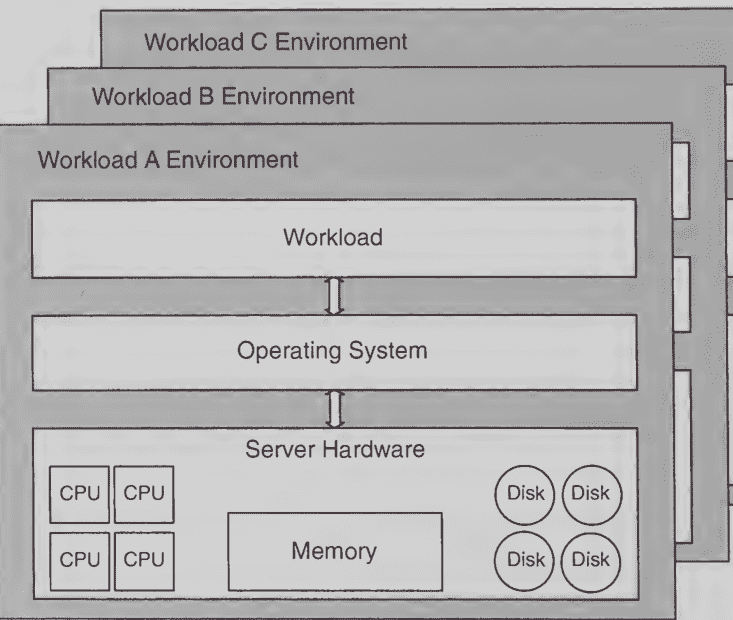 Workload C Environment
Workload B Environment
Workload A Environment
Workload
Operating System
Server Hardware
CPU CPU
Disk Disk
Memory
CPU CPU
Disk Disk